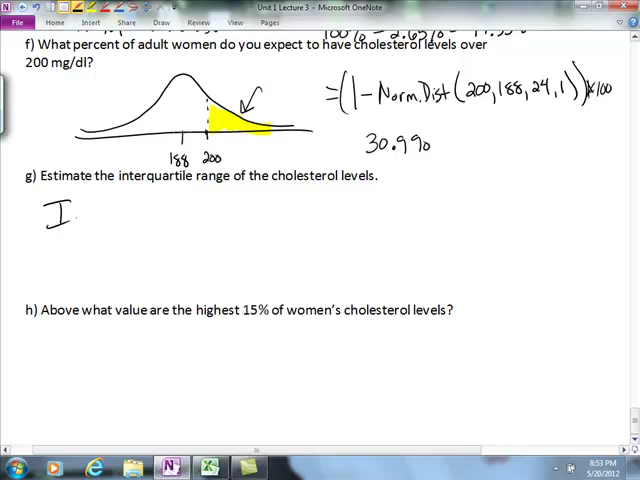 Unit 1 Lecture 3 - Microsoft OneNote
File Home Insert Share Draw Review View
f) What percent of adult women do you expect to have cholesterol levels over
200 mg/dl?
=(1 - Norm.Dist(200,188,24,1))*100
188 200
30.9%
g) Estimate the interquartile range of the cholesterol levels.
I
h) Above what value are the highest 15% of women's cholesterol levels?
8:53 PM
5/20/2012